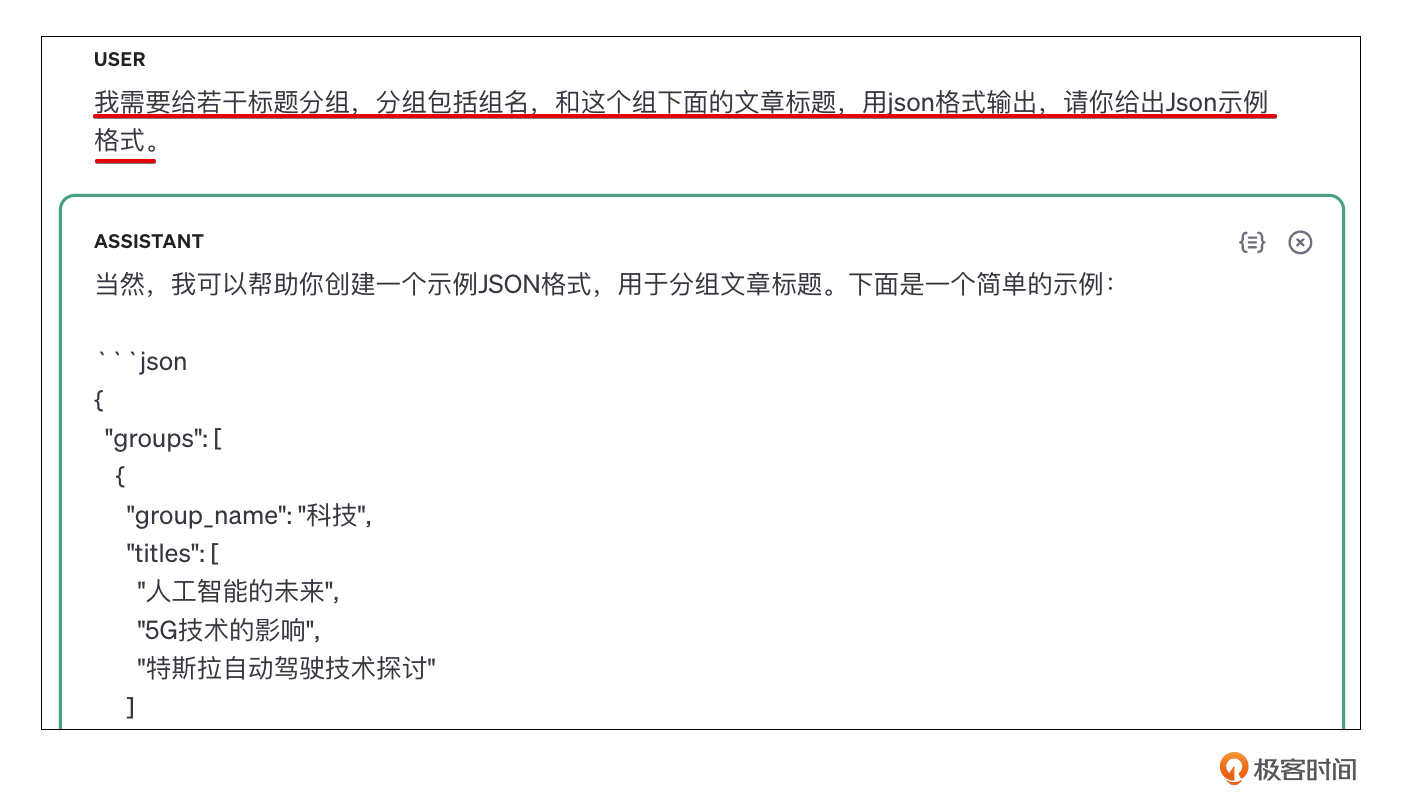 USER
我需要给若干标题分组，分组包括组名，和这个组下面的文章标题，用json格式输出，请你给出Json示例
格式。
ASSISTANT
当然，我可以帮助你创建一个示例JSON格式，用于分组文章标题。下面是一个简单的示例：
```json
{
"groups": [
{
"group_name": "科技",
"titles": [
"人工智能的未来",
"5G技术的影响",
"特斯拉自动驾驶技术探讨"
]
极客时间